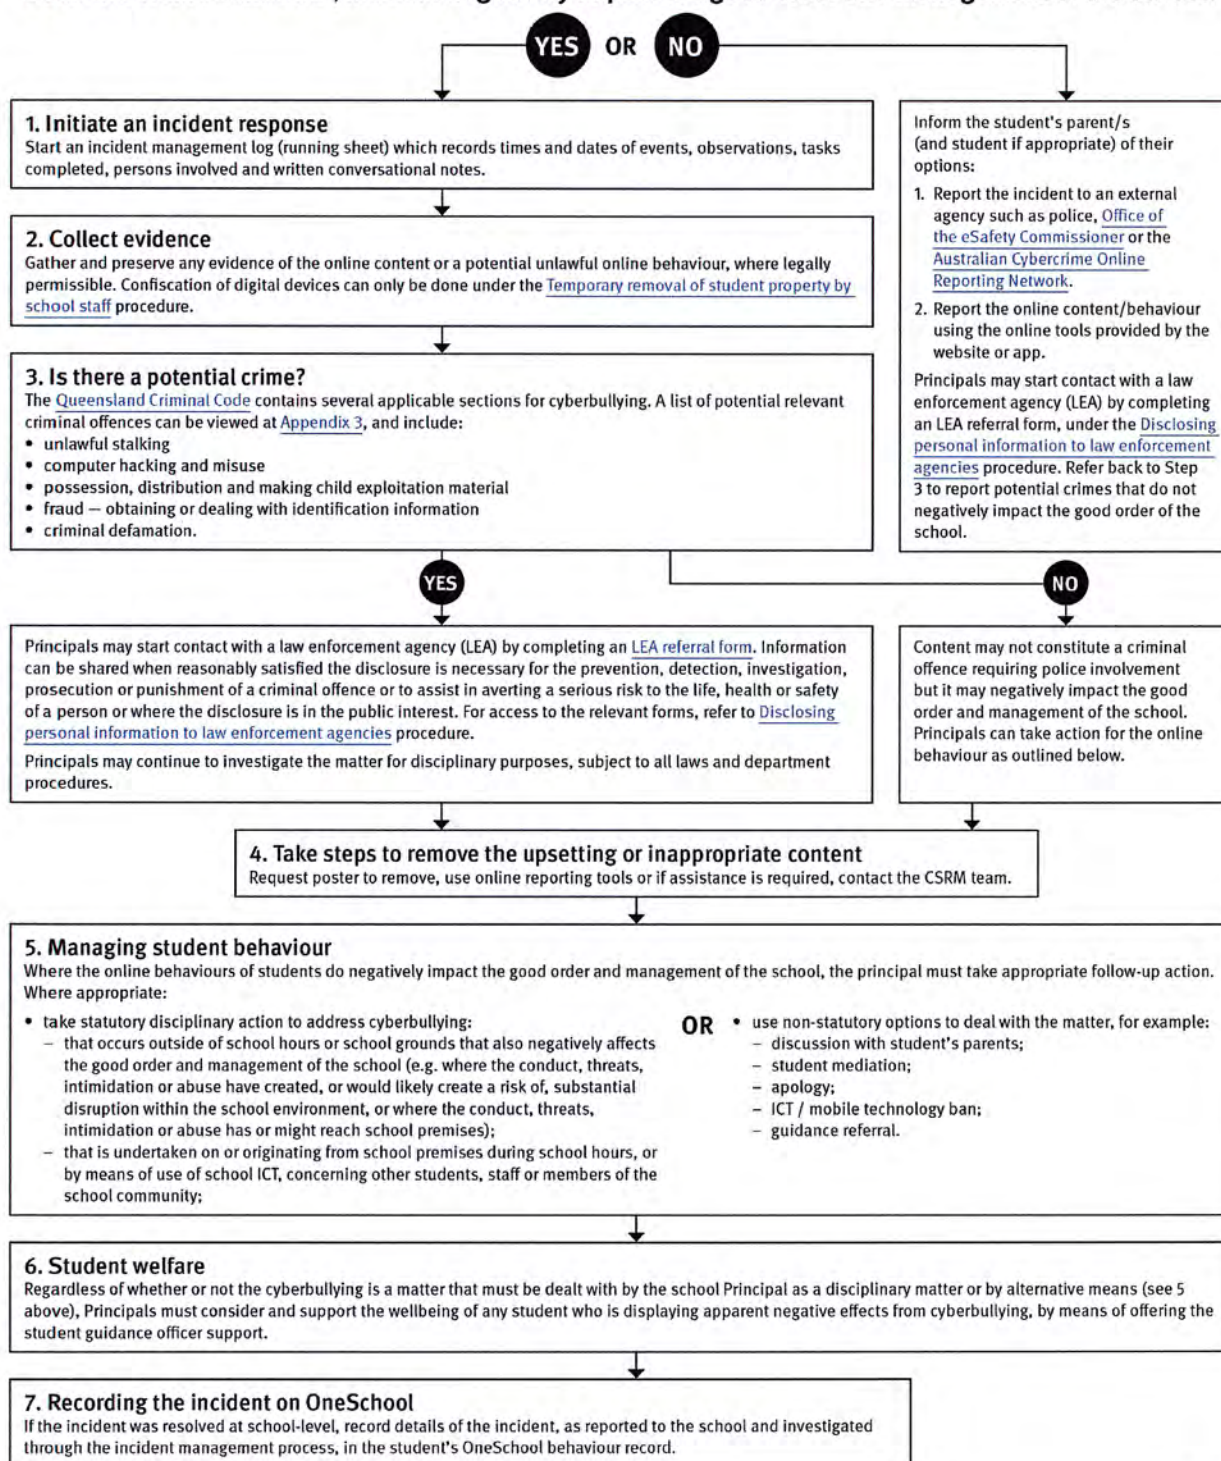 YES OR NO
1. Initiate an incident response
Start an incident management log (running sheet) which records times and dates of events, observations, tasks
completed, persons involved and written conversational notes.
2. Collect evidence
Gather and preserve any evidence of the online content or a potential unlawful online behaviour, where legally
permissible. Confiscation of digital devices can only be done under the Temporary removal of student property by
school staff procedure.
3. Is there a potential crime?
The Queensland Criminal Code contains several applicable sections for cyberbullying. A list of potential relevant
criminal offences can be viewed at Appendix 3, and include:
• unlawful stalking
• computer hacking and misuse
• possession, distribution and making child exploitation material
• fraud — obtaining or dealing with identification information
• criminal defamation.
Inform the student's parent/s
(and student if appropriate) of their
options:
1. Report the incident to an external
agency such as police, Office of
the eSafety Commissioner or the
Australian Cybercrime Online
Reporting Network.
2. Report the online content/behaviour
using the online tools provided by the
website or app.
Principals may start contact with a law
enforcement agency (LEA) by completing
an LEA referral form, under the Disclosing
personal information to law enforcement
agencies procedure. Refer back to Step
3 to report potential crimes that do not
negatively impact the good order of the
school.
YES
NO
Principals may start contact with a law enforcement agency (LEA) by completing an LEA referral form. Information
can be shared when reasonably satisfied the disclosure is necessary for the prevention, detection, investigation,
prosecution or punishment of a criminal offence or to assist in averting a serious risk to the life, health or safety
of a person or where the disclosure is in the public interest. For access to the relevant forms, refer to Disclosing
personal information to law enforcement agencies procedure.
Principals may continue to investigate the matter for disciplinary purposes, subject to all laws and department
procedures.
Content may not constitute a criminal
offence requiring police involvement
but it may negatively impact the good
order and management of the school.
Principals can take action for the online
behaviour as outlined below.
4. Take steps to remove the upsetting or inappropriate content
Request poster to remove, use online reporting tools or if assistance is required, contact the CSRM team.
5. Managing student behaviour
Where the online behaviours of students do negatively impact the good order and management of the school, the principal must take appropriate follow-up action.
Where appropriate:
• take statutory disciplinary action to address cyberbullying:
– that occurs outside of school hours or school grounds that also negatively affects
the good order and management of the school (e.g. where the conduct, threats,
intimidation or abuse have created, or would likely create a risk of, substantial
disruption within the school environment, or where the conduct, threats,
intimidation or abuse has or might reach school premises);
– that is undertaken on or originating from school premises during school hours, or
by means of use of school ICT, concerning other students, staff or members of the
school community;
OR
• use non-statutory options to deal with the matter, for example:
– discussion with student's parents;
– student mediation;
– apology;
– ICT / mobile technology ban;
– guidance referral.
6. Student welfare
Regardless of whether or not the cyberbullying is a matter that must be dealt with by the school Principal as a disciplinary matter or by alternative means (see 5
above), Principals must consider and support the wellbeing of any student who is displaying apparent negative effects from cyberbullying, by means of offering the
student guidance officer support.
7. Recording the incident on OneSchool
If the incident was resolved at school-level, record details of the incident, as reported to the school and investigated
through the incident management process, in the student's OneSchool behaviour record.